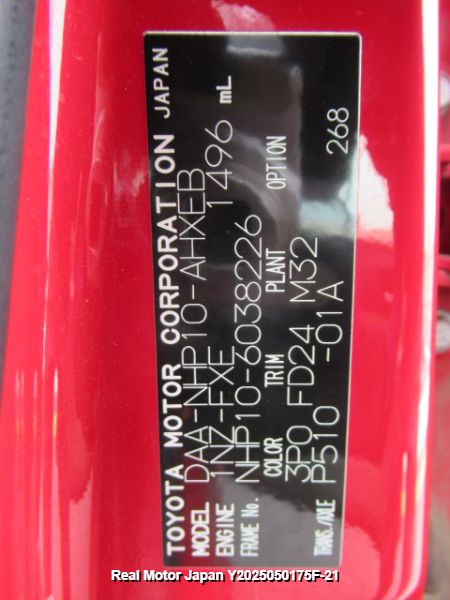 TOYOTA MOTOR CORPORATION JAPAN
MODEL DAA-NHP10-AHXEB
ENGINE 1NZ-FXE 1496 mL
FRAME No. NHP10-6038226
COLOR TRIM PLANT OPTION
3P0 FD24 M32 268
TRANS./AXLE P510 -01A
Real Motor Japan Y2025050175F-21